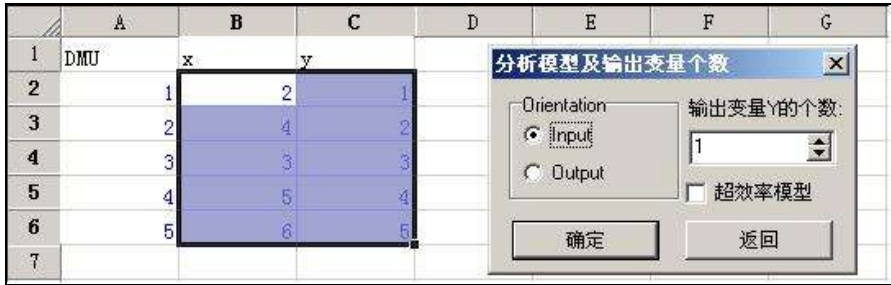 A B C D E F G
1 DMU x y
2 1 2 1
3 2 4 2
4 3 3 3
5 4 5 4
6 5 6 5
7
分析模型及输出变量个数
Orientation
Input
Output
输出变量Y的个数:
1
超效率模型
确定 返回